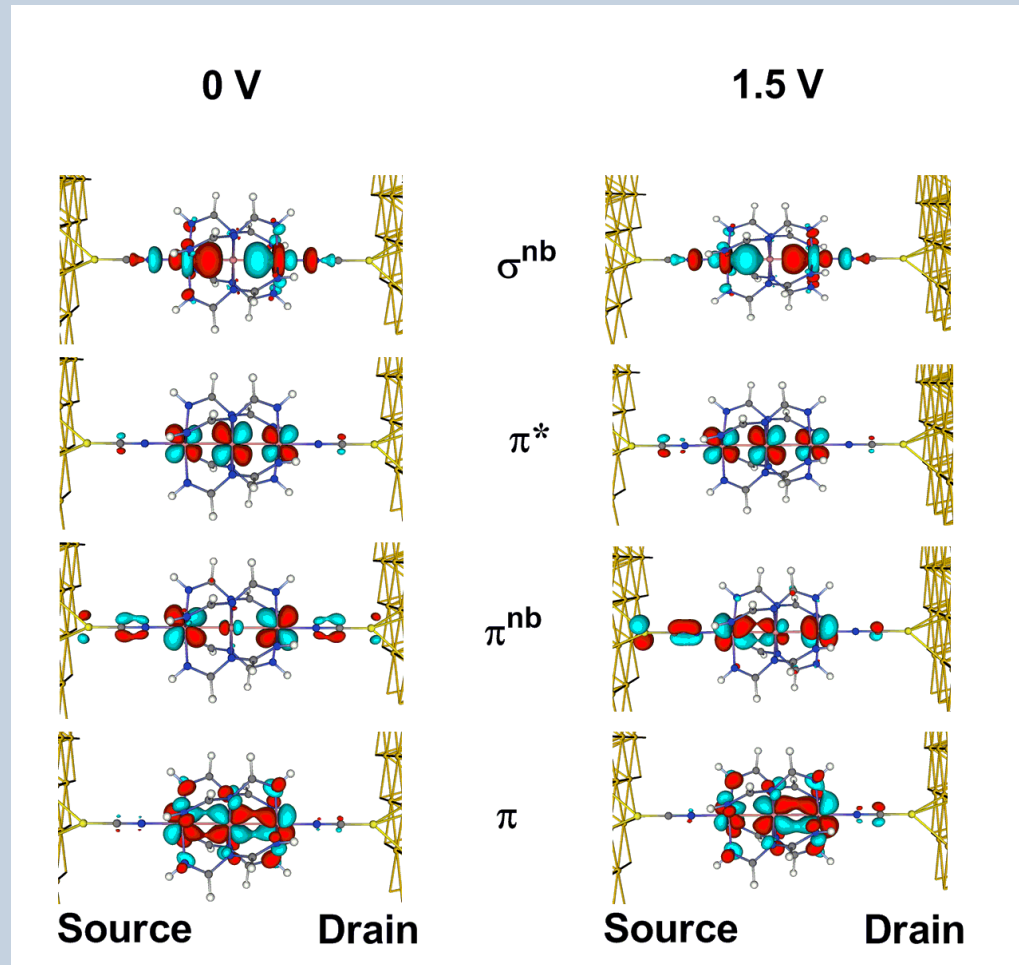 0 V 1.5 V
σⁿᵇ
π*
πⁿᵇ
π
Source Drain Source Drain